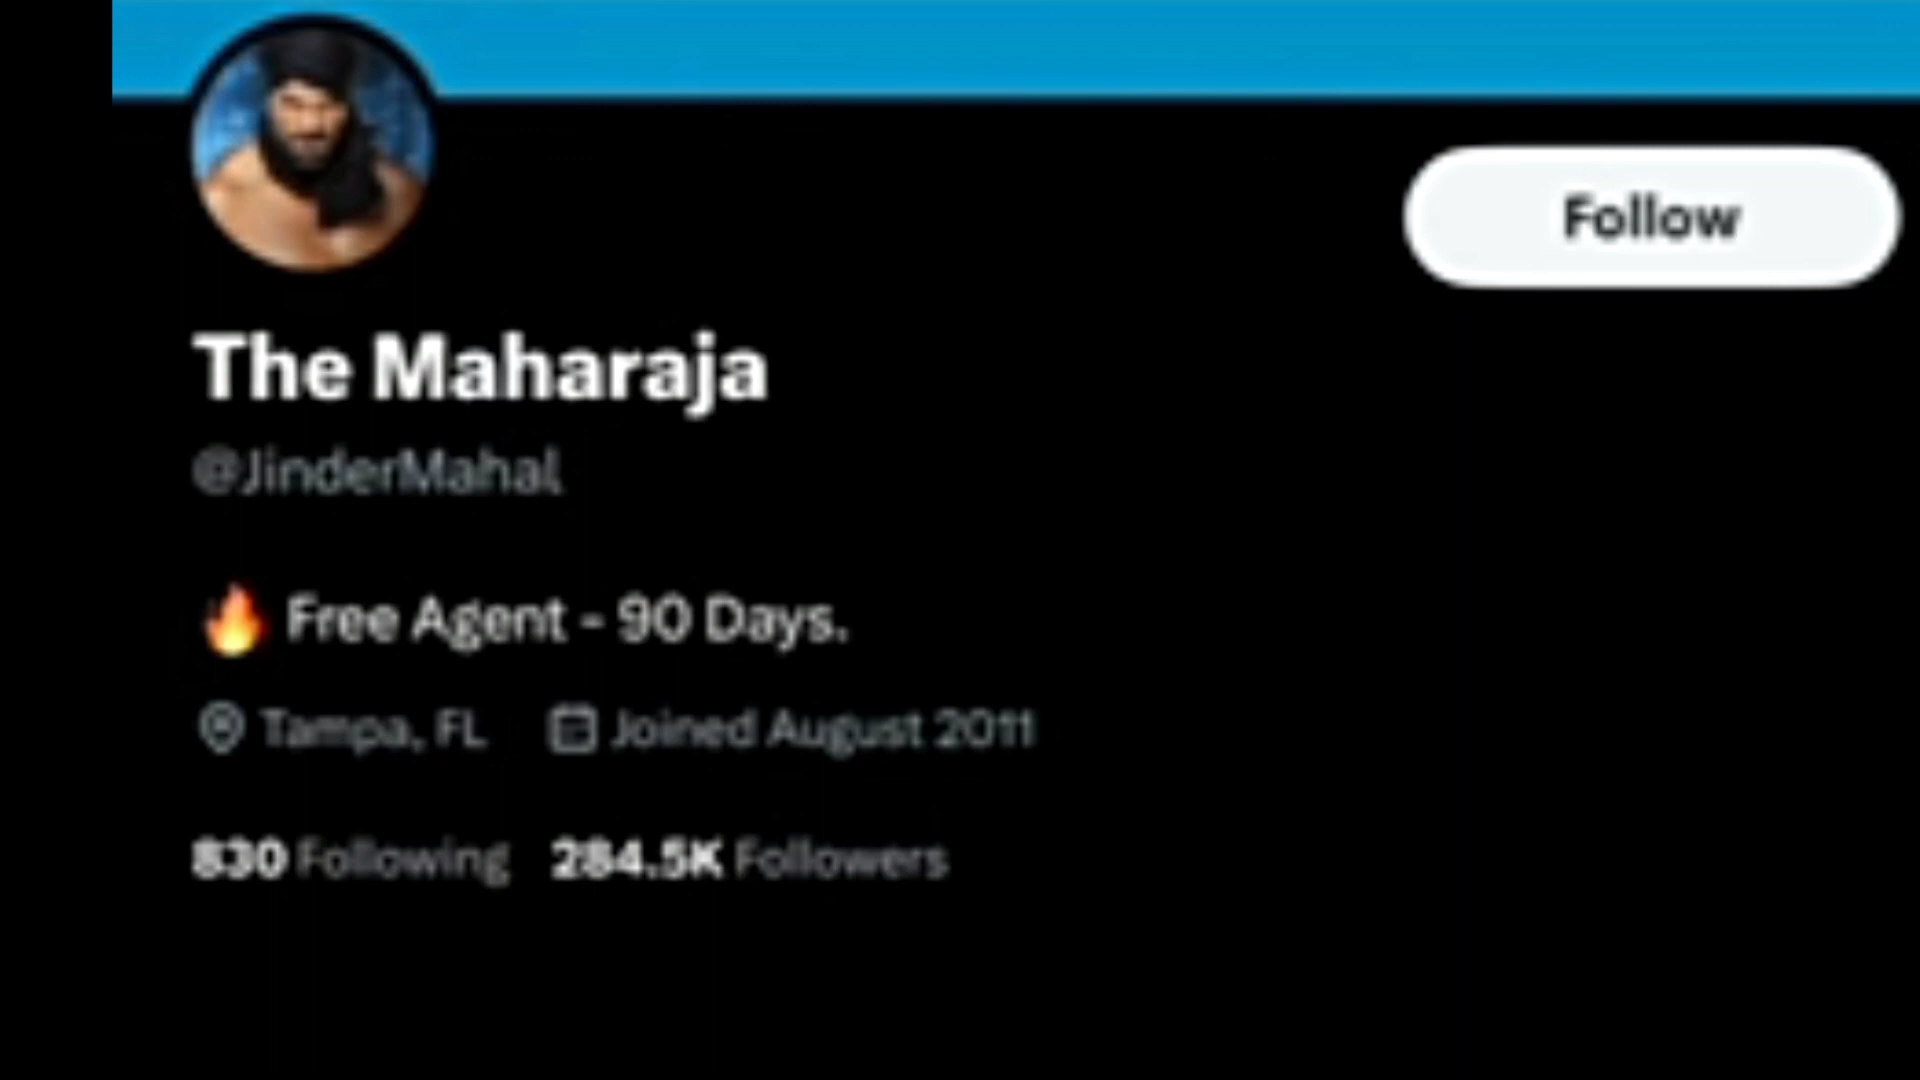 Follow
The Maharaja
@JinderMahal
🔥 Free Agent - 90 Days.
Tampa, FL Joined August 2011
830 Following 284.5K Followers